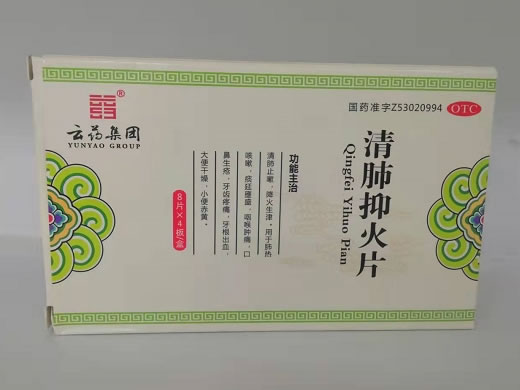 ®
云药集团
YUNYAO GROUP
国药准字Z53020994
OTC
清肺抑火片
Qingfei Yihuo Pian
功能主治
清肺止嗽，降火生津。用于肺热
咳嗽，痰涎壅盛，咽喉肿痛，口
鼻生疮，牙齿疼痛，牙根出血，
大便干燥，小便赤黄。
8片×4板/盒